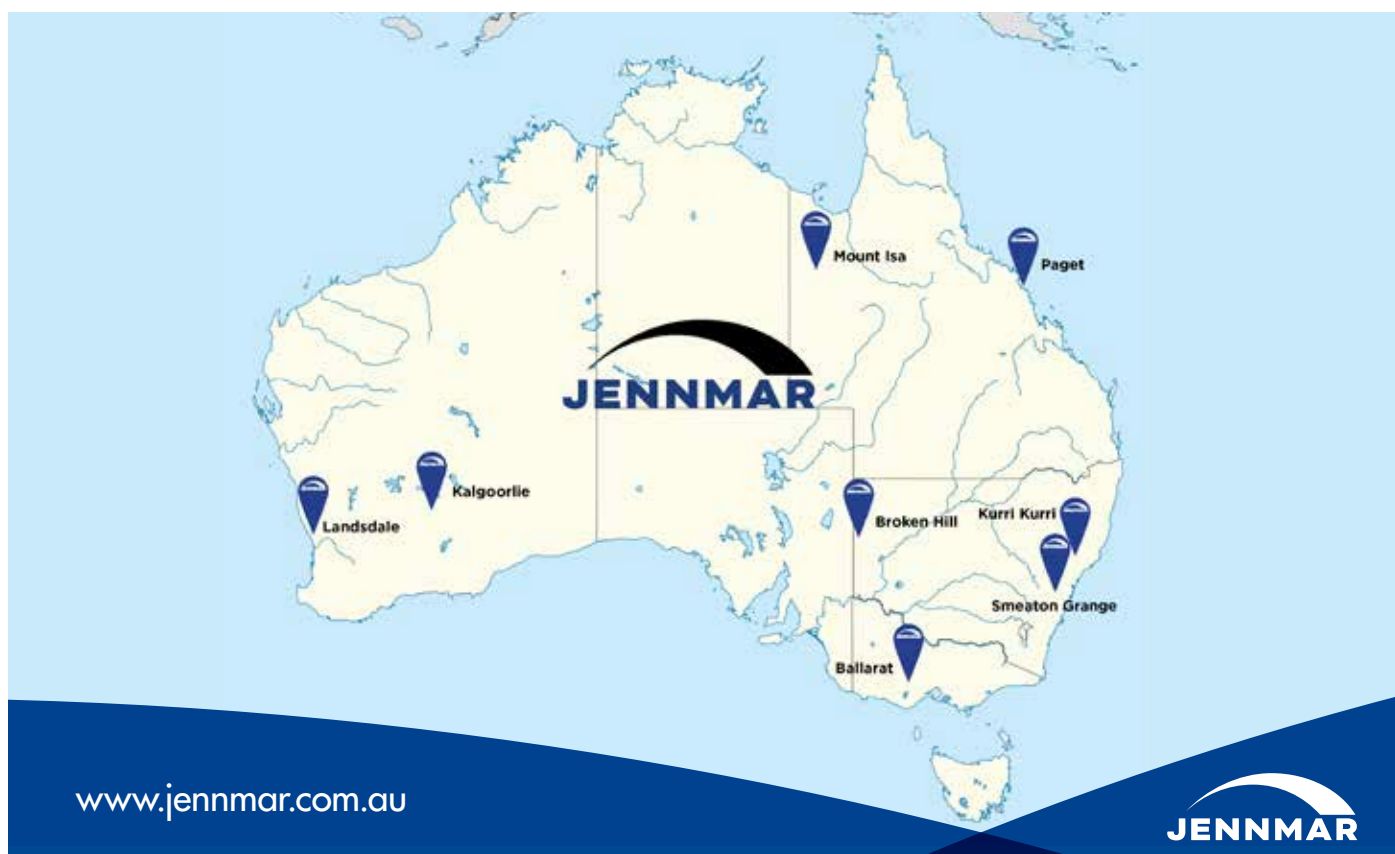 Mount Isa
Paget
JENNMAR
Kalgoorlie
Landsdale
Broken Hill
Kurri Kurri
Smeaton Grange
Ballarat
www.jennmar.com.au
JENNMAR